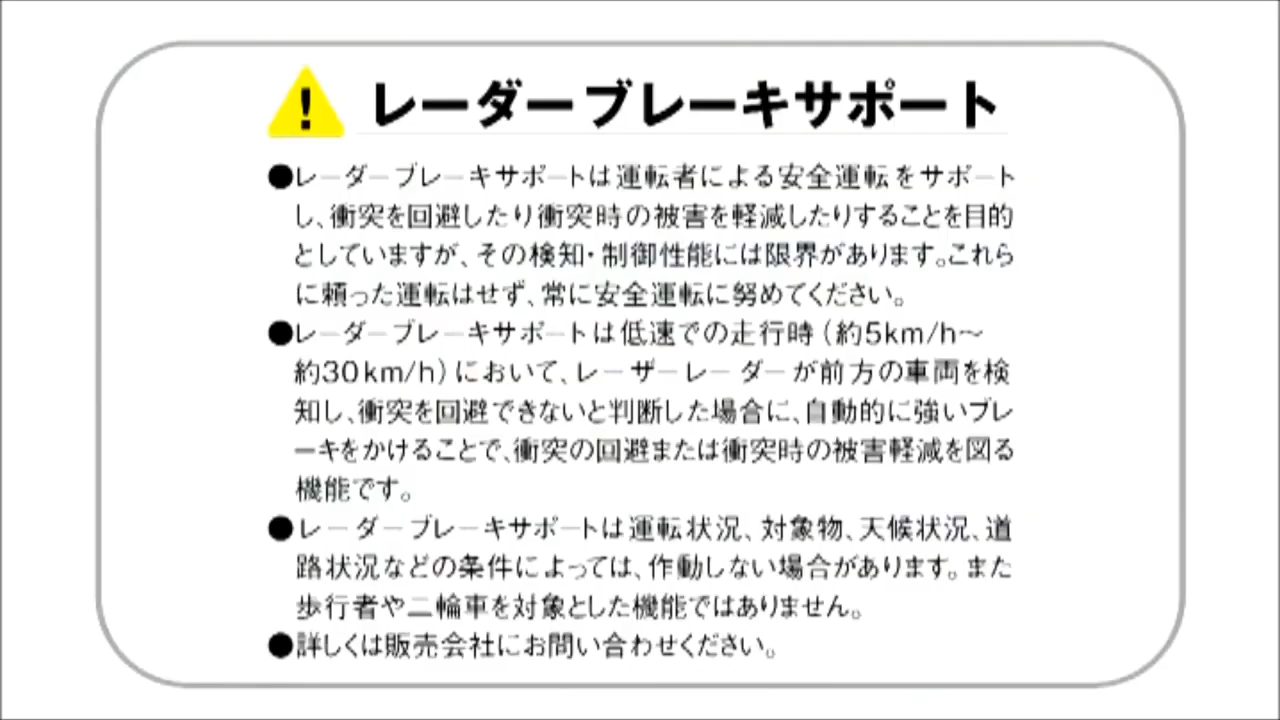 ! レーダーブレーキサポート
●レーダーブレーキサポートは運転者による安全運転をサポート
し、衝突を回避したり衝突時の被害を軽減したりすることを目的
としていますが、その検知・制御性能には限界があります。これら
に頼った運転はせず、常に安全運転に努めてください。
●レーダーブレーキサポートは低速での走行時（約5km/h～
約30km/h）において、レーザーレーダーが前方の車両を検
知し、衝突を回避できないと判断した場合に、自動的に強いブレ
ーキをかけることで、衝突の回避または衝突時の被害軽減を図る
機能です。
●レーダーブレーキサポートは運転状況、対象物、天候状況、道
路状況などの条件によっては、作動しない場合があります。また
歩行者や二輪車を対象とした機能ではありません。
●詳しくは販売会社にお問い合わせください。